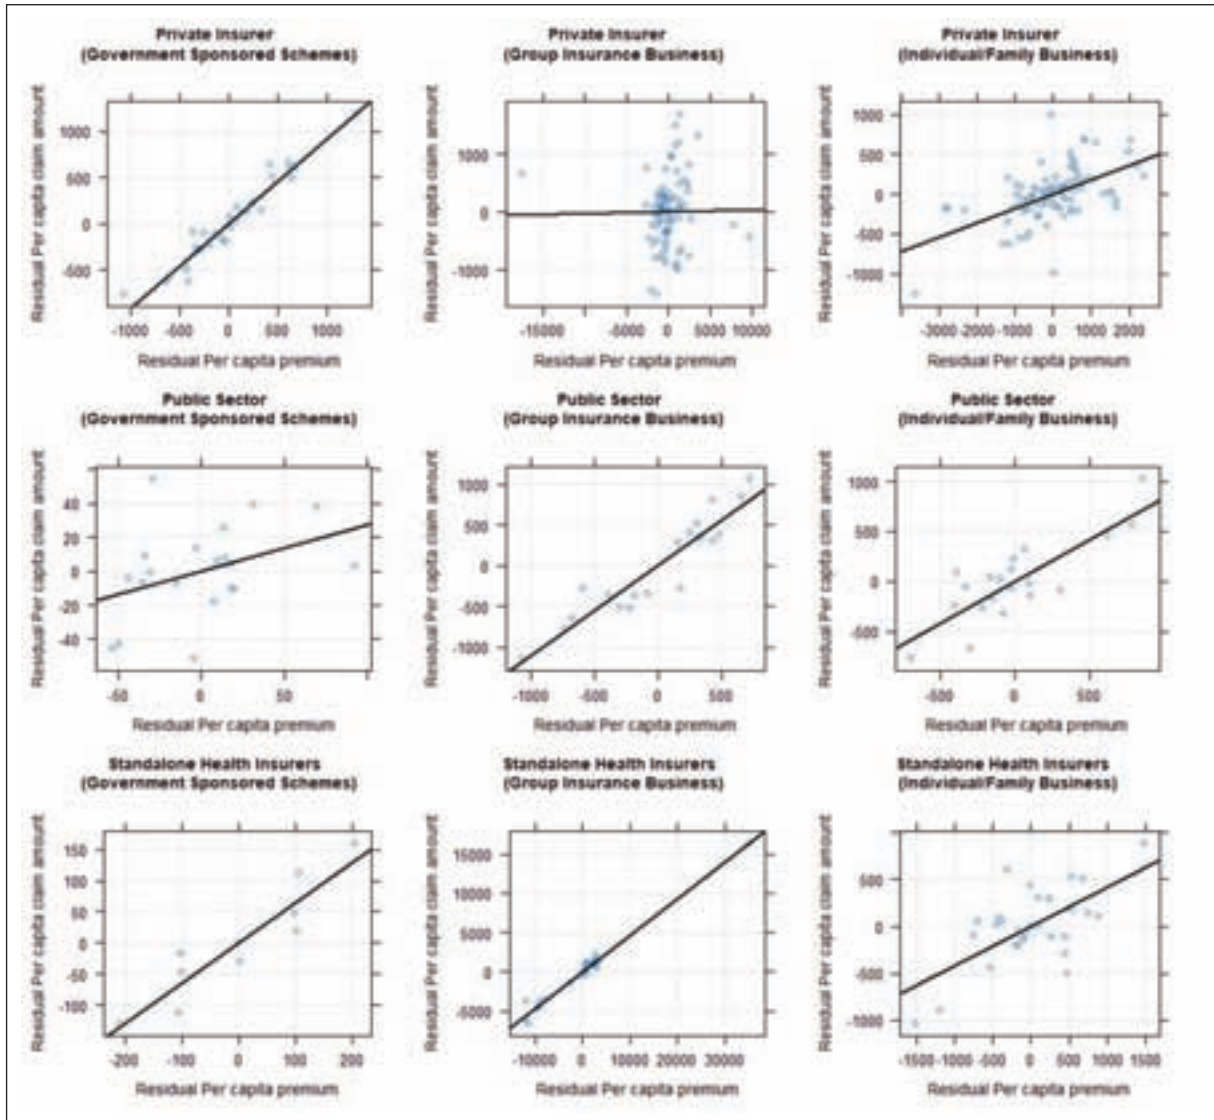 Private Insurer
(Government Sponsored Schemes)
Residual Per capita claim amount
1000
500
0
-500
-1000 -500 0 500 1000
Residual Per capita premium
Private Insurer
(Group Insurance Business)
Residual Per capita claim amount
1000
0
-1000
-15000 -5000 0 5000 10000
Residual Per capita premium
Private Insurer
(Individual/Family Business)
Residual Per capita claim amount
1000
500
0
-500
-1000
-3000 -2000 -1000 0 1000 2000
Residual Per capita premium
Public Sector
(Government Sponsored Schemes)
Residual Per capita claim amount
40
20
0
-20
-40
-50 0 50
Residual Per capita premium
Public Sector
(Group Insurance Business)
Residual Per capita claim amount
1000
500
0
-500
-1000
-1000 -500 0 500
Residual Per capita premium
Public Sector
(Individual/Family Business)
Residual Per capita claim amount
1000
500
0
-500
-500 0 500
Residual Per capita premium
Standalone Health Insurers
(Government Sponsored Schemes)
Residual Per capita claim amount
150
100
50
0
-50
-100
-200 -100 0 100 200
Residual Per capita premium
Standalone Health Insurers
(Group Insurance Business)
Residual Per capita claim amount
15000
10000
5000
0
-5000
-10000 0 10000 20000 30000
Residual Per capita premium
Standalone Health Insurers
(Individual/Family Business)
Residual Per capita claim amount
500
0
-500
-1000
-1500 -1000 -500 0 500 1000 1500
Residual Per capita premium